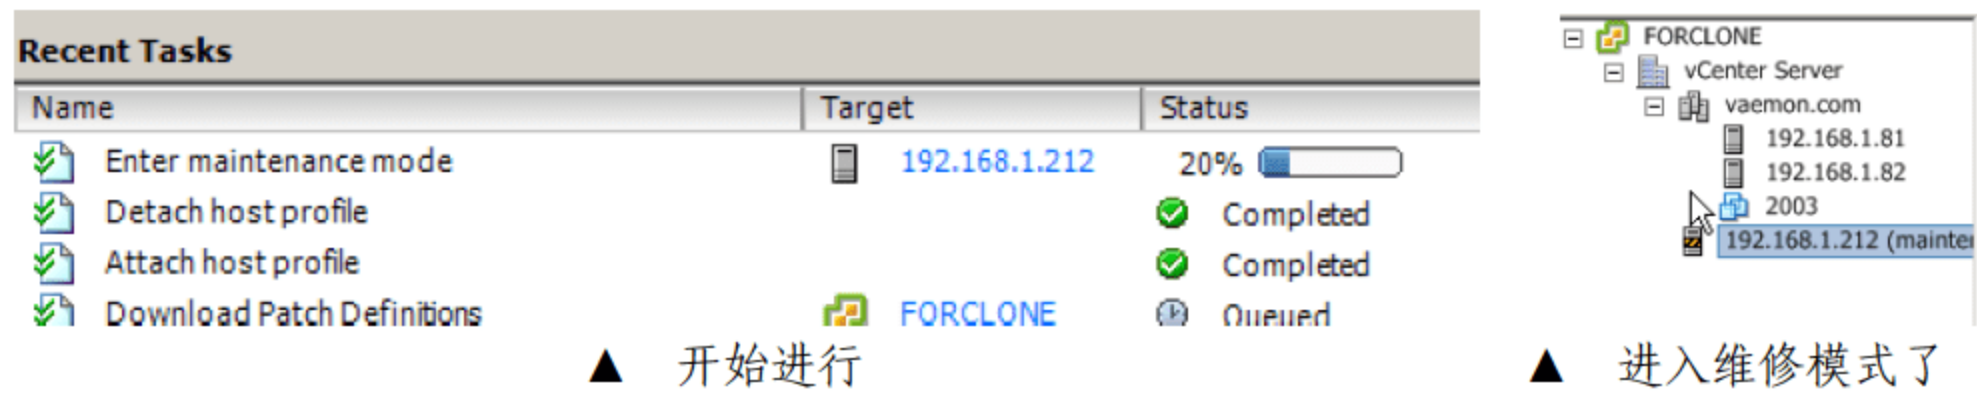 Recent Tasks
Name Target Status
Enter maintenance mode 192.168.1.212 20%
Detach host profile Completed
Attach host profile Completed
Download Patch Definitions FORCLONE Queued
▲ 开始进行
FORCLONE
vCenter Server
vaemon.com
192.168.1.81
192.168.1.82
2003
192.168.1.212 (mainte
▲ 进入维修模式了